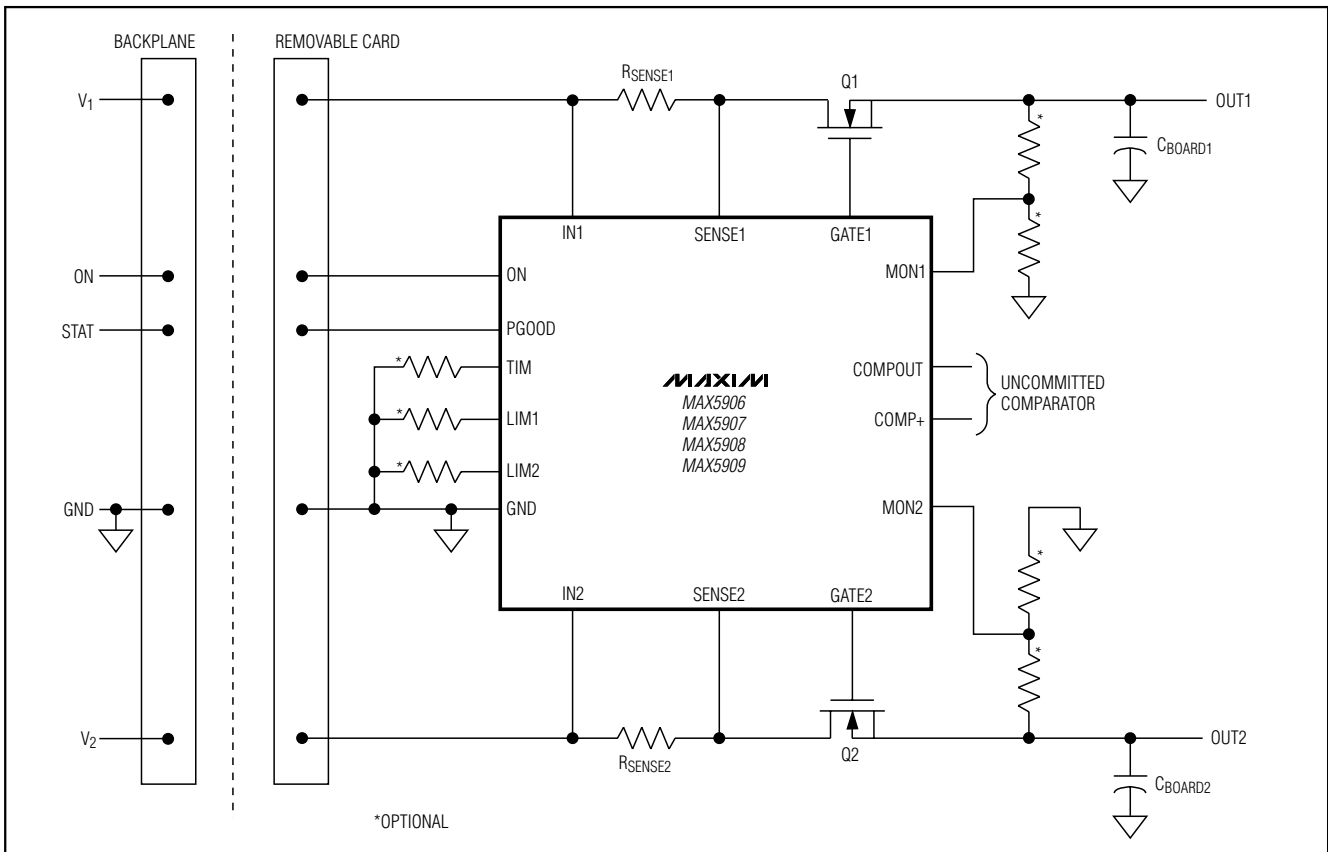 BACKPLANE
REMOVABLE CARD
RSENSE1
Q1
V1
OUT1
*
CBOARD1
*
IN1
SENSE1
GATE1
ON
ON
MON1
STAT
PGOOD
* TIM
COMPOUT
MAXIM
MAX5906
MAX5907
MAX5908
MAX5909
UNCOMMITTED
COMPARATOR
* LIM1
COMP+
* LIM2
GND
GND
MON2
*
IN2
SENSE2
GATE2
*
V2
RSENSE2
Q2
OUT2
CBOARD2
*OPTIONAL